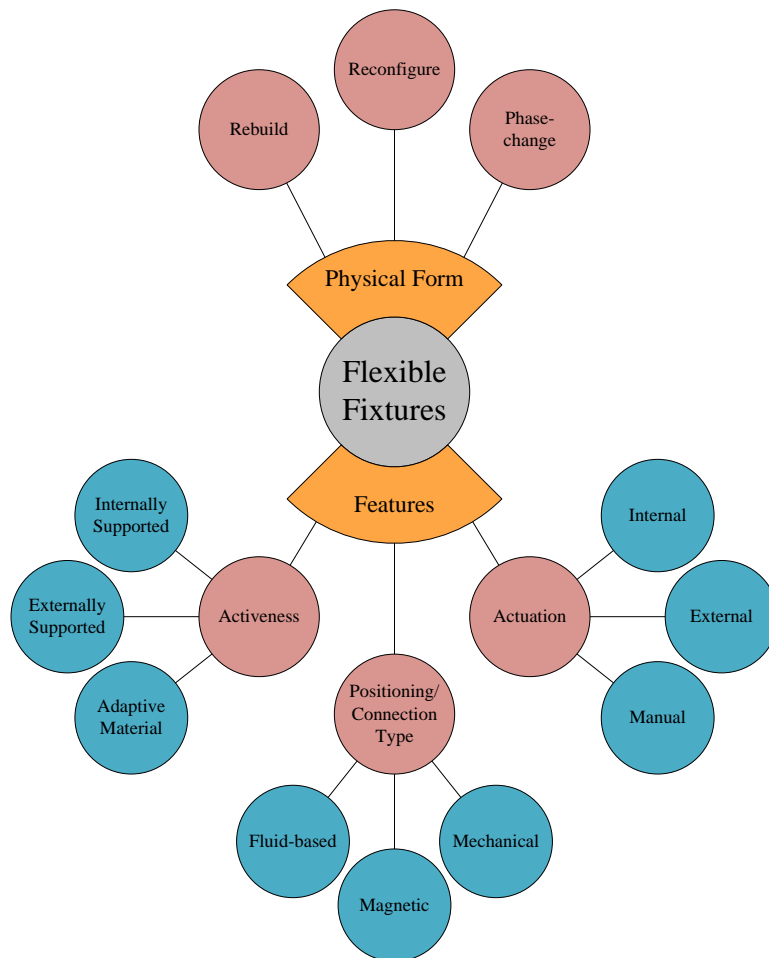 Reconfigure
Rebuild
Phase-
change
Physical Form
Flexible
Fixtures
Features
Internally
Supported
Externally
Supported
Adaptive
Material
Activeness
Actuation
Internal
External
Manual
Positioning/
Connection
Type
Fluid-based
Magnetic
Mechanical